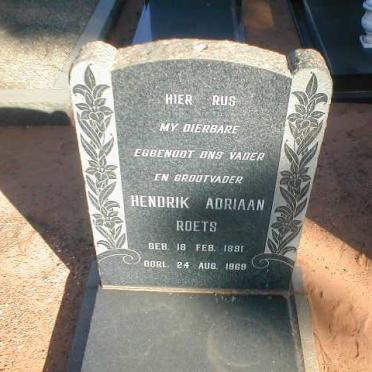 HIER RUS
MY DIERBARE
EGGENOOT ONS VADER
EN GROOTVADER
HENDRIK ADRIAAN
ROETS
GEB. 18 FEB. 1891
OORL. 24 AUG. 1969